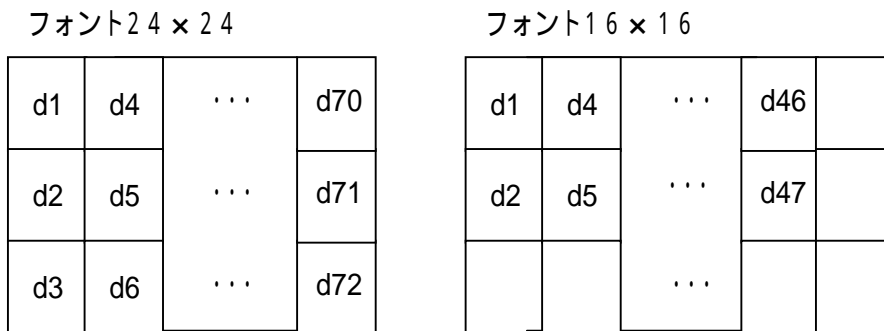 フォント24×24 フォント16×16
d1 d4 ··· d70 d1 d4 ··· d46
d2 d5 ··· d71 d2 d5 ··· d47
d3 d6 ··· d72 ···